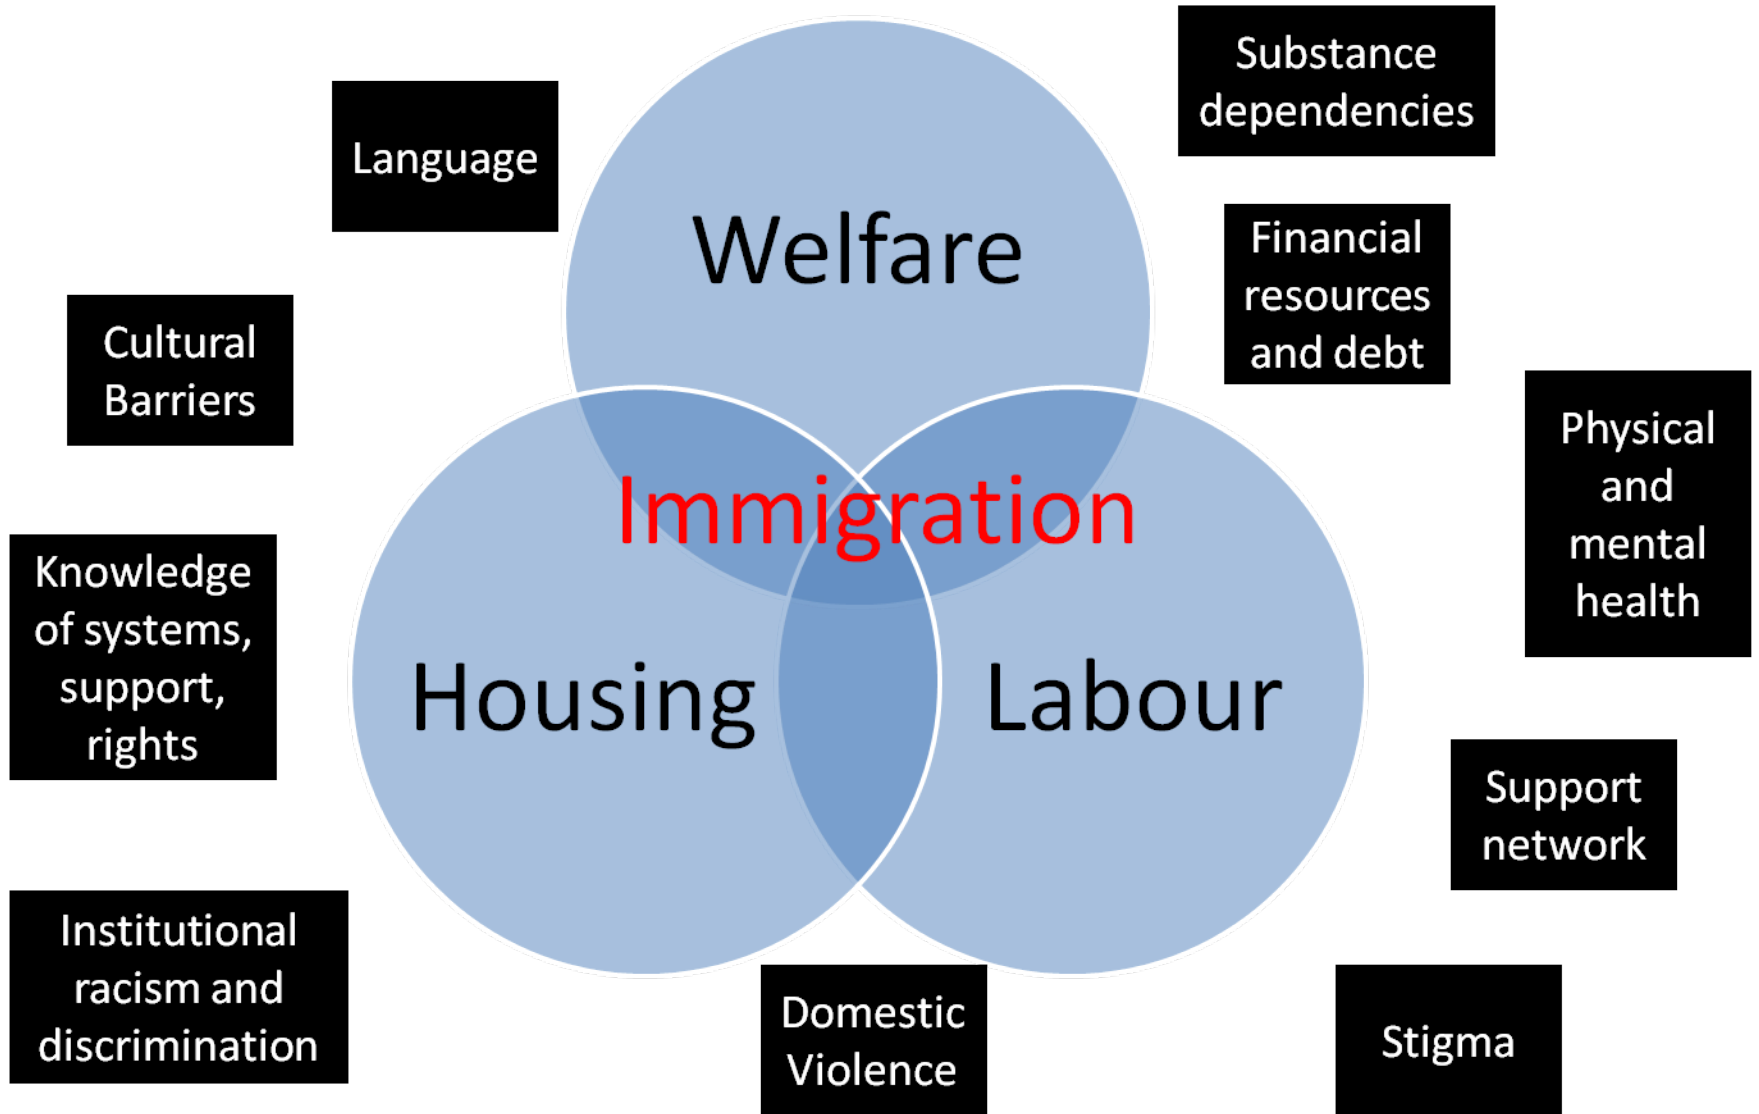 Substance
dependencies
Language
Welfare
Financial
resources
and debt
Cultural
Barriers
Physical
and
mental
health
Immigration
Knowledge
of systems,
support,
rights
Housing
Labour
Support
network
Institutional
racism and
discrimination
Domestic
Violence
Stigma